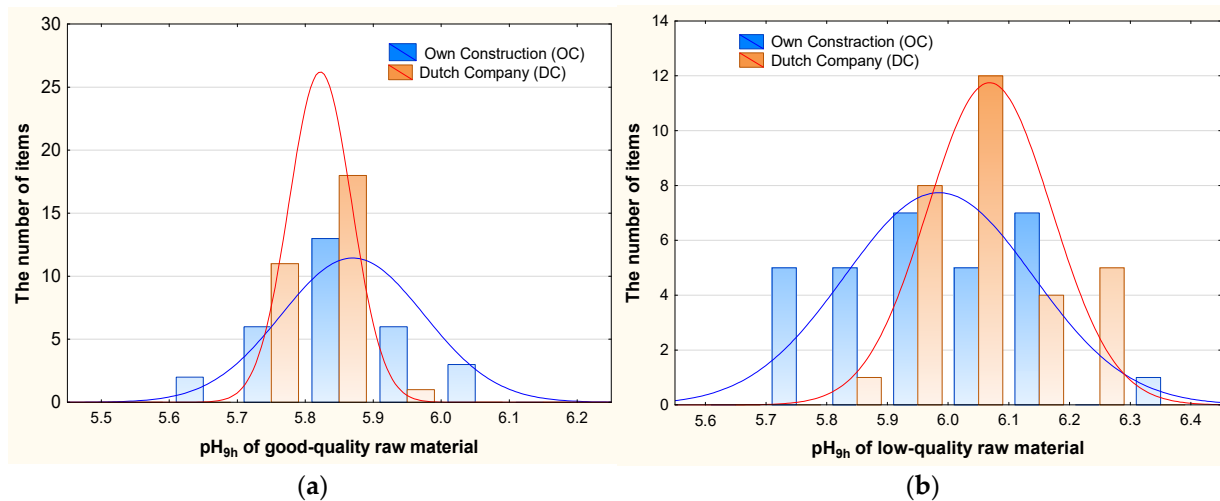 30
25
20
15
10
5
0
The number of items
Own Construction (OC)
Dutch Company (DC)
5.5 5.6 5.7 5.8 5.9 6.0 6.1 6.2
pH9h of good-quality raw material
(a)
14
12
10
8
6
4
2
0
The number of items
Own Constraction (OC)
Dutch Company (DC)
5.6 5.7 5.8 5.9 6.0 6.1 6.2 6.3 6.4
pH9h of low-quality raw material
(b)